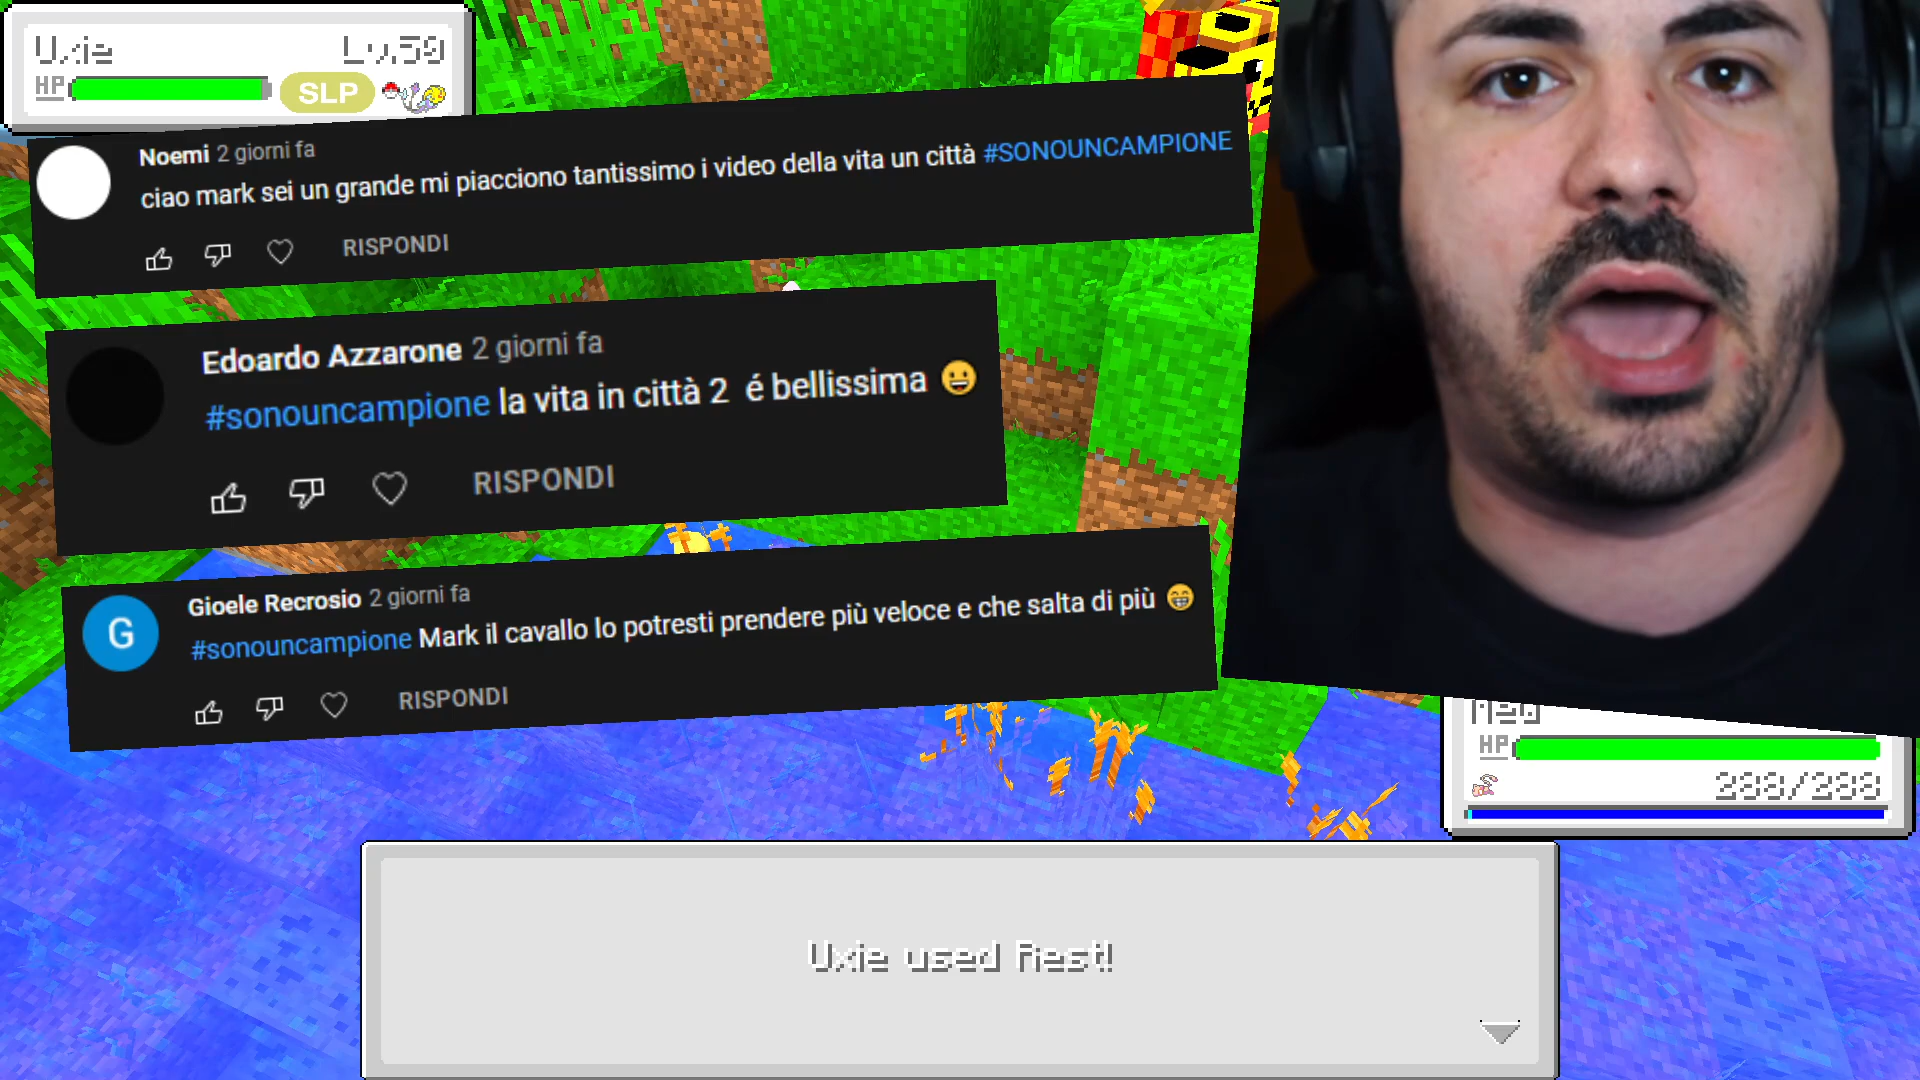 Uxie Lv.59
HP SLP
Noemi 2 giorni fa
ciao mark sei un grande mi piacciono tantissimo i video della vita un città #SONOUNCAMPIONE
RISPONDI
Edoardo Azzarone 2 giorni fa
#sonouncampione la vita in città 2 é bellissima 😀
RISPONDI
G
Gioele Recrosio 2 giorni fa
#sonouncampione Mark il cavallo lo potresti prendere più veloce e che salta di più 😁
RISPONDI
HP
288/288
Uxie used Rest!